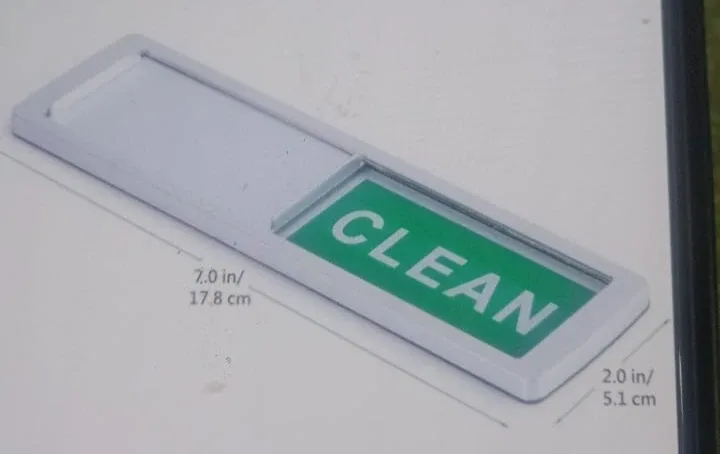 CLEAN
7.0 in/
17.8 cm
2.0 in/
5.1 cm